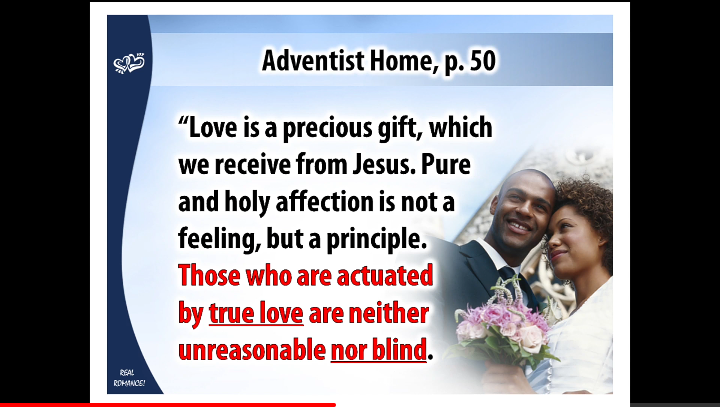 Adventist Home, p. 50
“Love is a precious gift, which
we receive from Jesus. Pure
and holy affection is not a
feeling, but a principle.
Those who are actuated
by true love are neither
unreasonable nor blind.
REAL
ROMANCE!